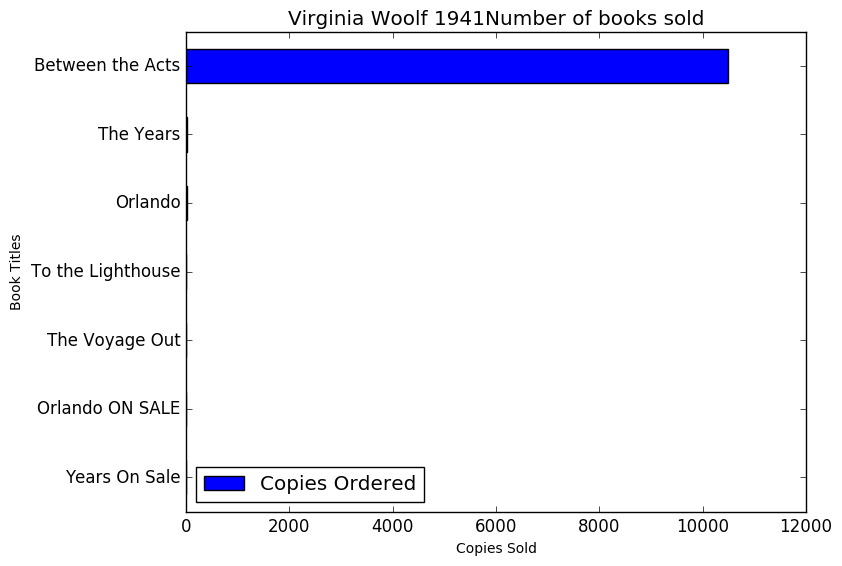 Virginia Woolf 1941Number of books sold
Book Titles
Between the Acts
The Years
Orlando
To the Lighthouse
The Voyage Out
Orlando ON SALE
Years On Sale
Copies Ordered
0 2000 4000 6000 8000 10000 12000
Copies Sold